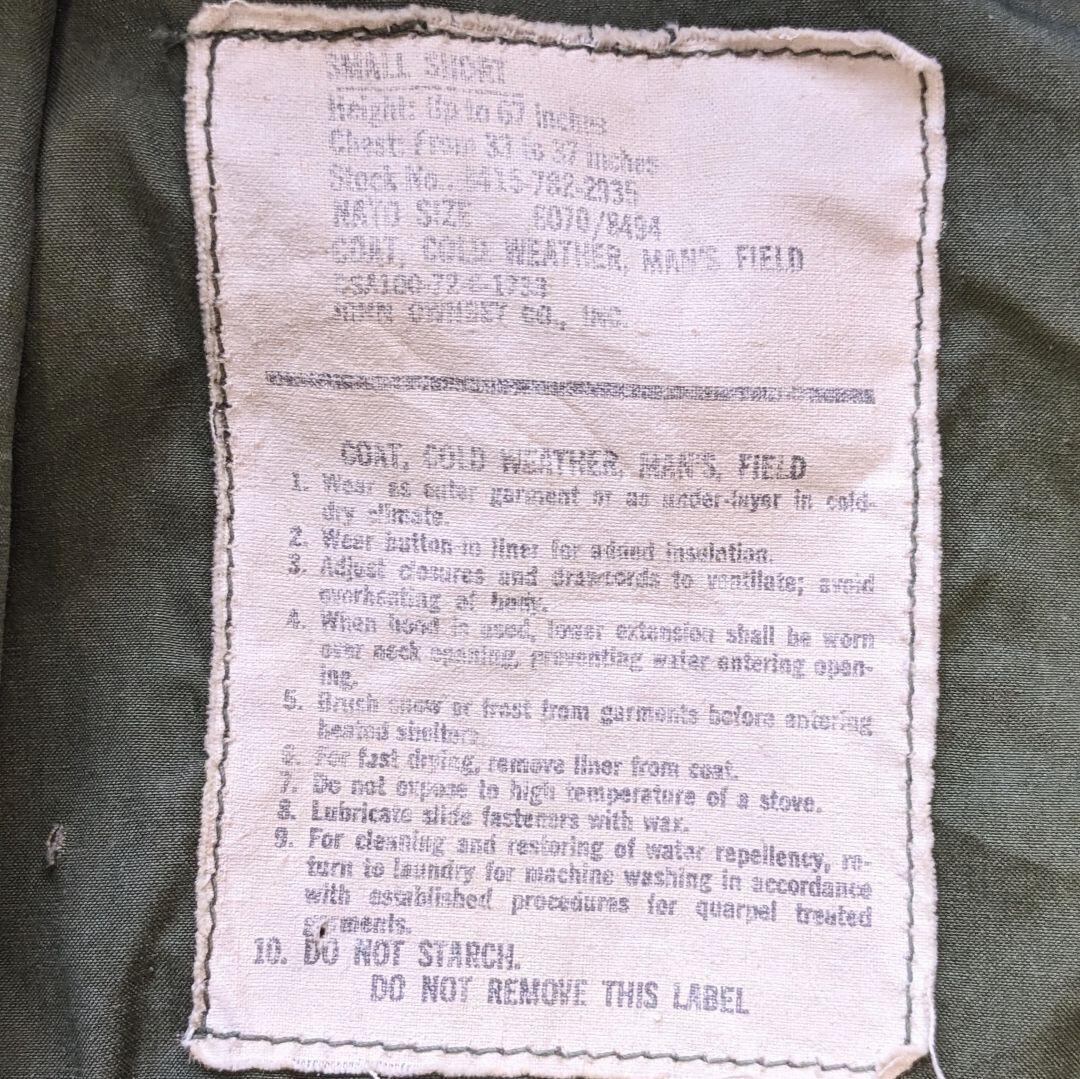 SMALL SHORT
Height: Up to 67 inches
Chest: From 33 to 37 inches
Stock No.. 8415-782-2935
NATO SIZE 6070/8494
COAT, COLD WEATHER, MAN'S FIELD
DSA100-72-C-1233
JOHN OWNBEY CO., INC.
COAT, COLD WEATHER, MAN'S, FIELD
1. Wear as outer garment or as under-layer in cold-
dry climate.
2. Wear button-in liner for added insulation.
3. Adjust closures and drawcords to ventilate; avoid
overheating of body.
4. When hood is used, lower extension shall be worn
over neck opening, preventing water entering open-
ing.
5. Brush snow or frost from garments before entering
heated shelters.
6. For fast drying, remove liner from coat.
7. Do not expose to high temperature of a stove.
8. Lubricate slide fasteners with wax.
9. For cleaning and restoring of water repellency, re-
turn to laundry for machine washing in accordance
with established procedures for quarpel treated
garments.
10. DO NOT STARCH.
DO NOT REMOVE THIS LABEL